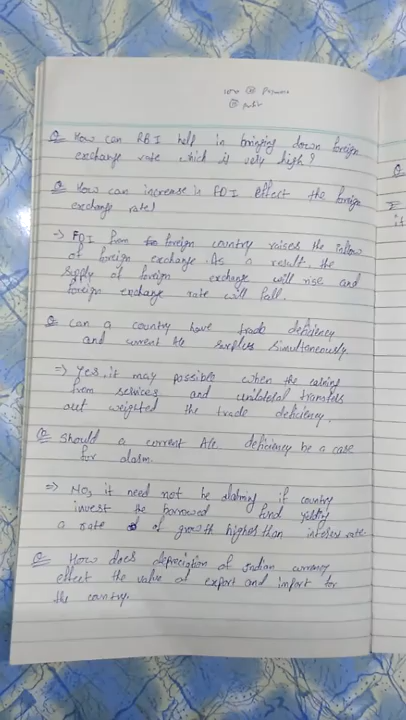 Q How can RBI help in bringing down foreign
exchange rate which is very high?
Q How can increase in FDI effect the foreign
exchange rate?
⇒ FDI from foreign country raises the inflow
of foreign exchange. As a result, the
supply of foreign exchange will rise and
foreign exchange rate will fall.
Q Can a country have trade deficiency
and current surplus simultaneously.
⇒ Yes, it may possible when the earning
from services and unilateral transfers
out weighted the trade deficiency.
Q Should a current A/c deficiency be a case
for alarm.
⇒ No, it need not be alarming if country
invest the borrowed fund yielding
a rate of growth higher than interest rate.
Q How does depreciation of Indian currency
effect the value of export and import for
the country.
Q
it